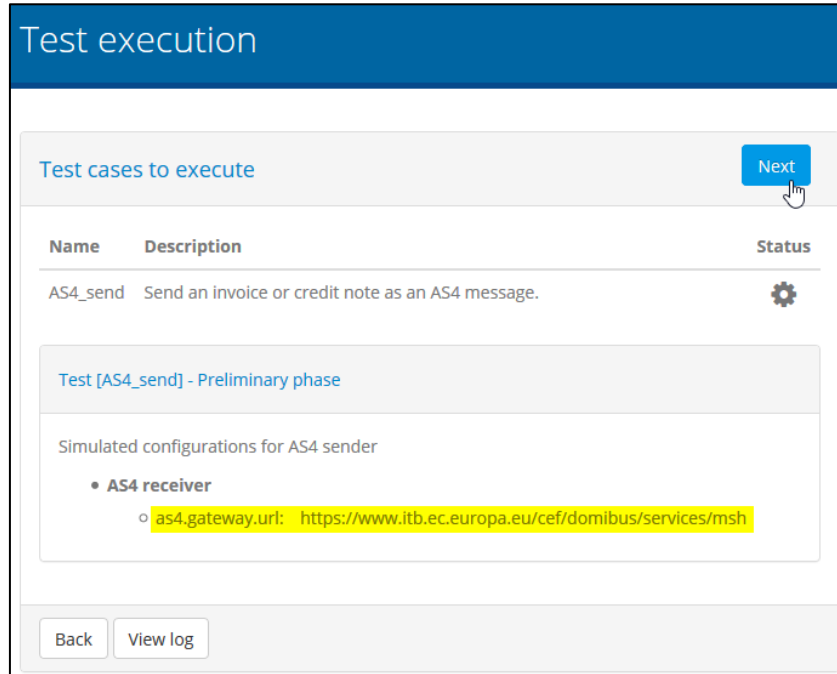 Test execution
Test cases to execute
Next
Name Description Status
AS4_send Send an invoice or credit note as an AS4 message.
Test [AS4_send] - Preliminary phase
Simulated configurations for AS4 sender
AS4 receiver
as4.gateway.url: https://www.itb.ec.europa.eu/cef/domibus/services/msh
Back View log